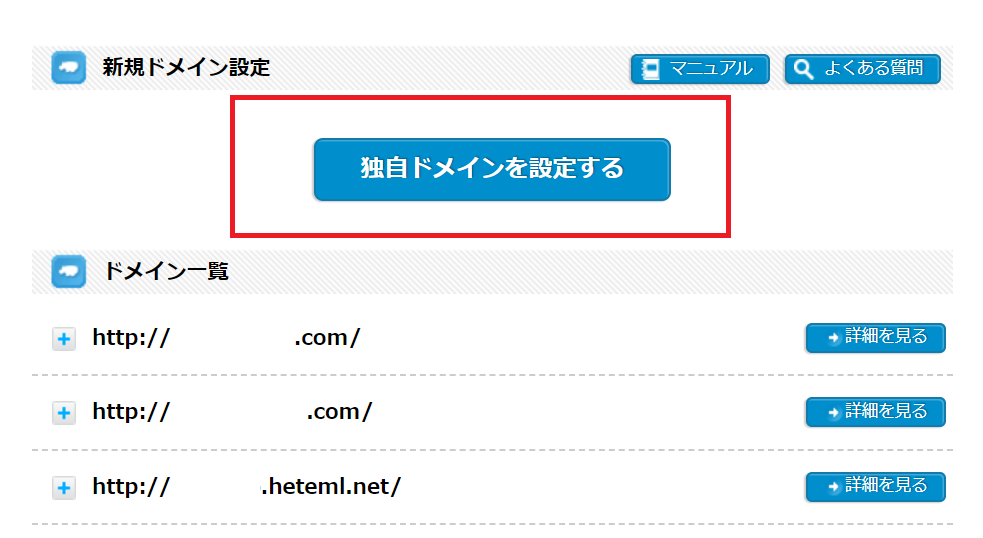 新規ドメイン設定 マニュアル よくある質問
独自ドメインを設定する
ドメイン一覧
http:// .com/ 詳細を見る
http:// .com/ 詳細を見る
http:// .heteml.net/ 詳細を見る